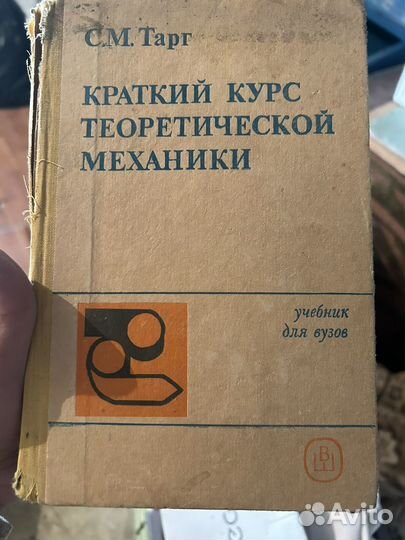 С.М. Тарг
КРАТКИЙ КУРС
ТЕОРЕТИЧЕСКОЙ
МЕХАНИКИ
учебник
для вузов
Avito